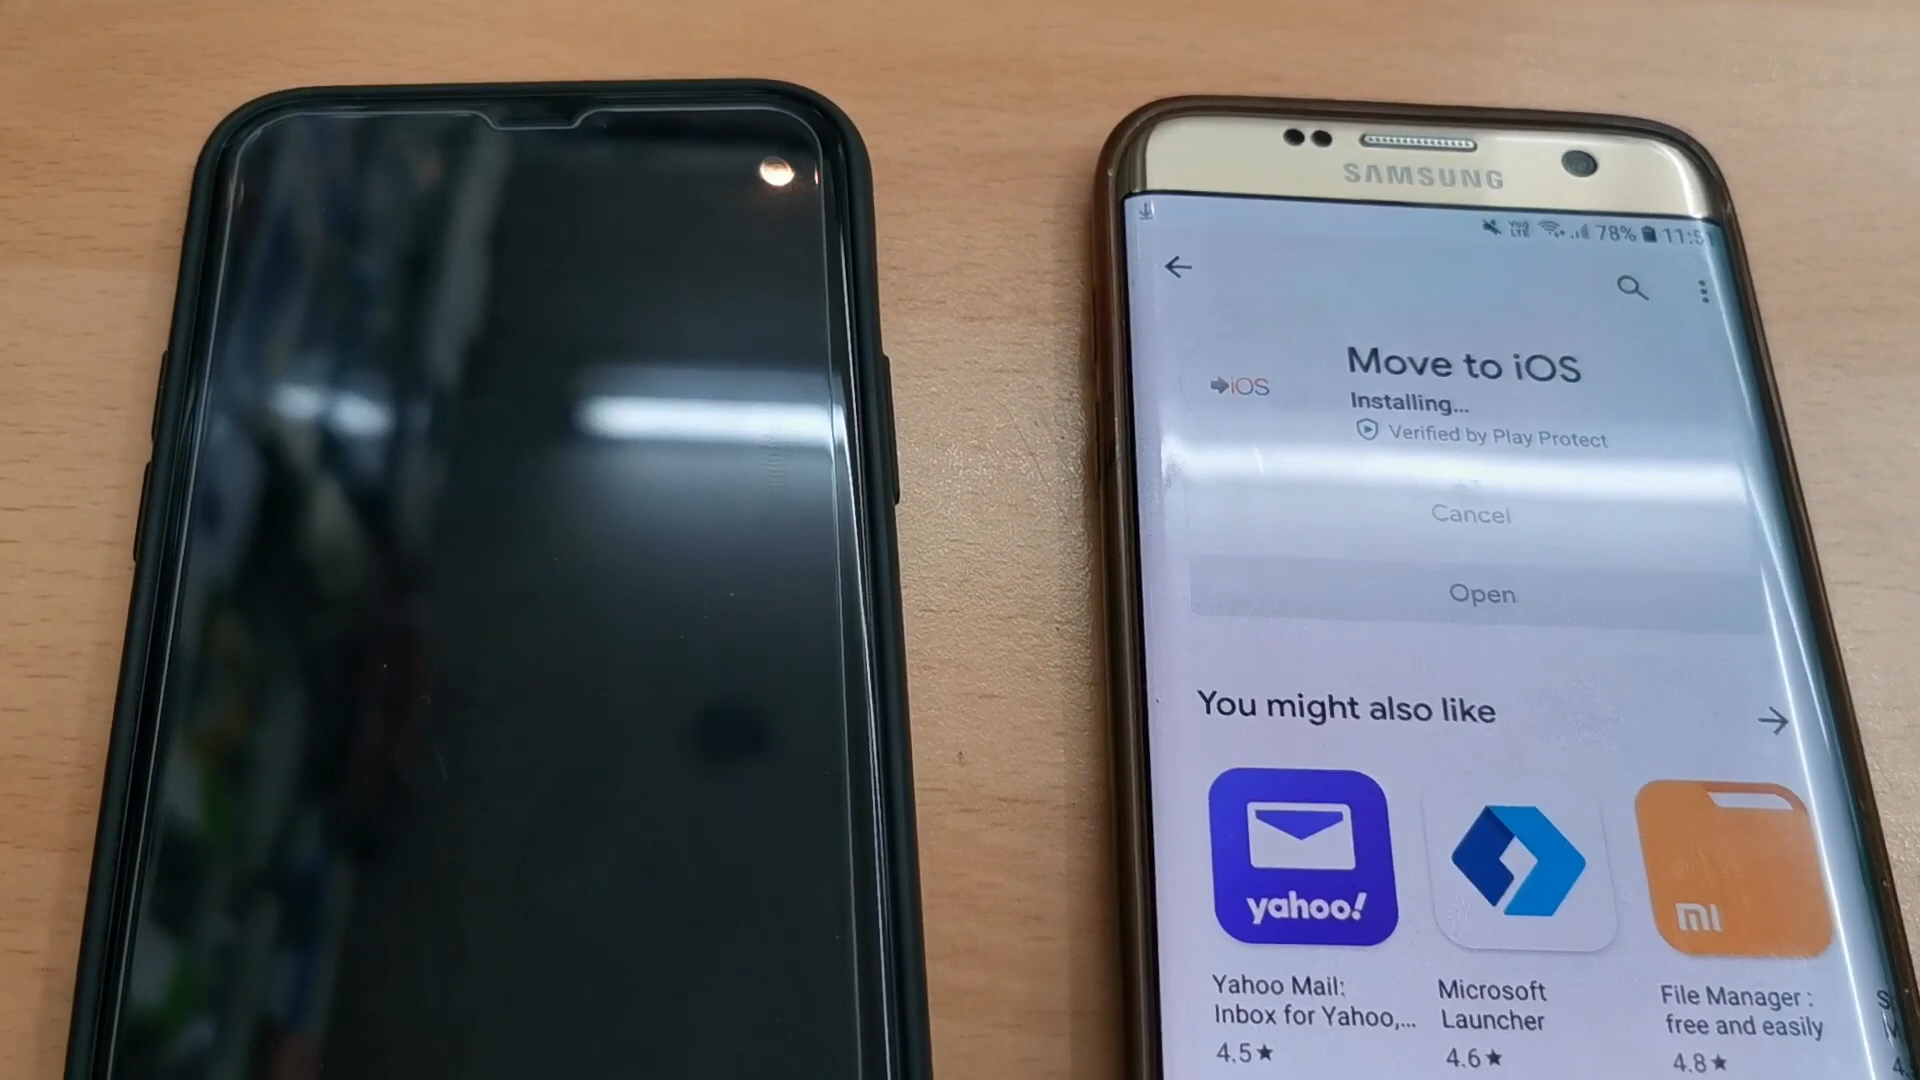 SAMSUNG
VoLTE 78% 11:5
Move to iOS
iOS
Installing...
Verified by Play Protect
Cancel
Open
You might also like
yahoo!
mi
Yahoo Mail:
Inbox for Yahoo,...
4.5★
Microsoft
Launcher
4.6★
File Manager :
free and easily
4.8★